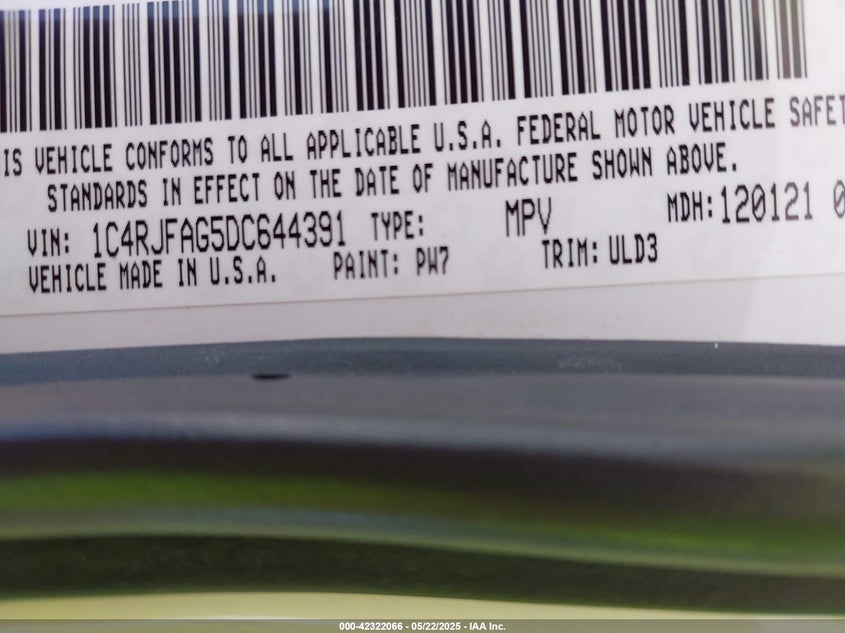 IS VEHICLE CONFORMS TO ALL APPLICABLE U.S.A. FEDERAL MOTOR VEHICLE SAFET
STANDARDS IN EFFECT ON THE DATE OF MANUFACTURE SHOWN ABOVE.
VIN: 1C4RJFAG5DC644391 TYPE: MPV MDH: 120121 0
VEHICLE MADE IN U.S.A. PAINT: PW7 TRIM: ULD3
000-42322066 - 05/22/2025 - IAA Inc.